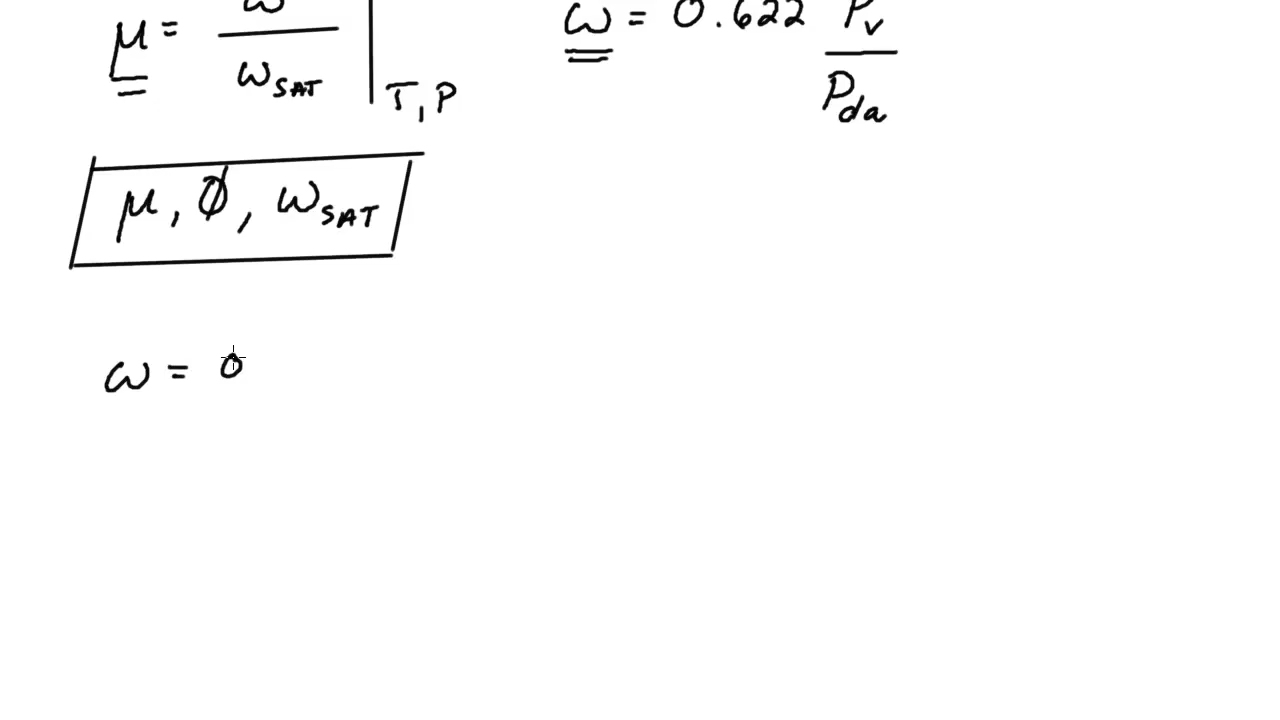 μ = ω / ω_SAT |_T,P
ω = 0.622 P_v / P_da
μ, φ, ω_SAT
ω = 0